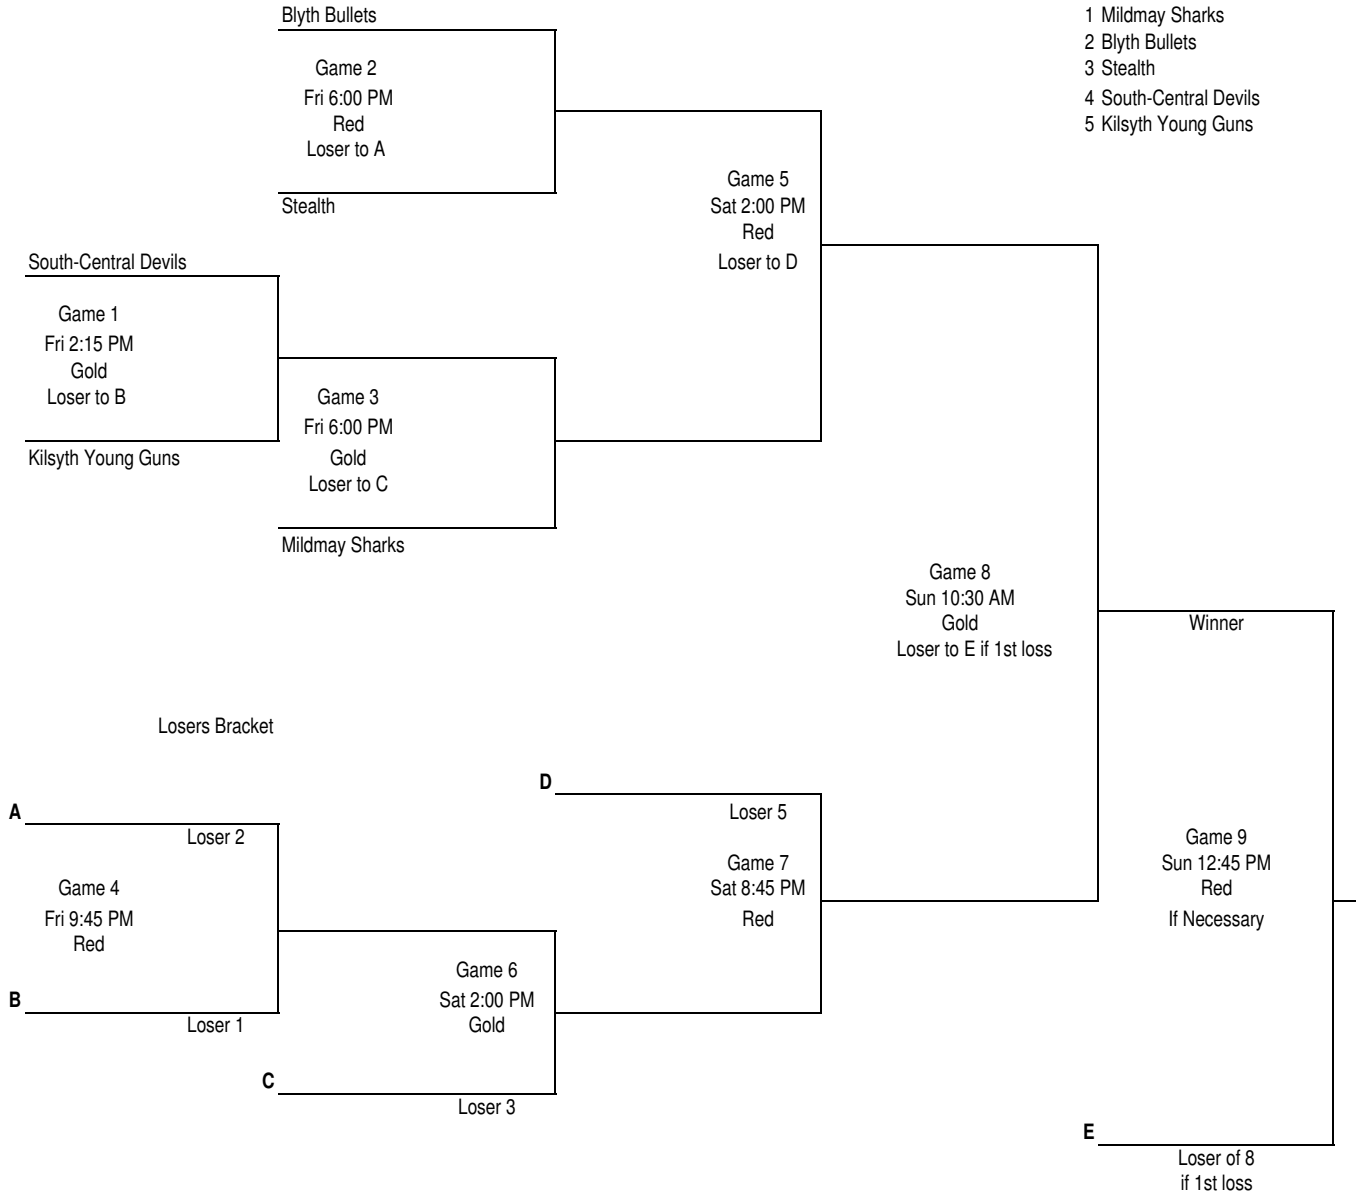 Blyth Bullets
1 Mildmay Sharks
2 Blyth Bullets
3 Stealth
4 South-Central Devils
5 Kilsyth Young Guns
Game 2
Fri 6:00 PM
Red
Loser to A
Stealth
Game 5
Sat 2:00 PM
Red
Loser to D
South-Central Devils
Game 1
Fri 2:15 PM
Gold
Loser to B
Kilsyth Young Guns
Game 3
Fri 6:00 PM
Gold
Loser to C
Mildmay Sharks
Game 8
Sun 10:30 AM
Gold
Loser to E if 1st loss
Winner
Losers Bracket
D
Loser 5
A
Loser 2
Game 7
Sat 8:45 PM
Red
Game 9
Sun 12:45 PM
Red
If Necessary
Game 4
Fri 9:45 PM
Red
Game 6
Sat 2:00 PM
Gold
B
Loser 1
C
Loser 3
E
Loser of 8
if 1st loss